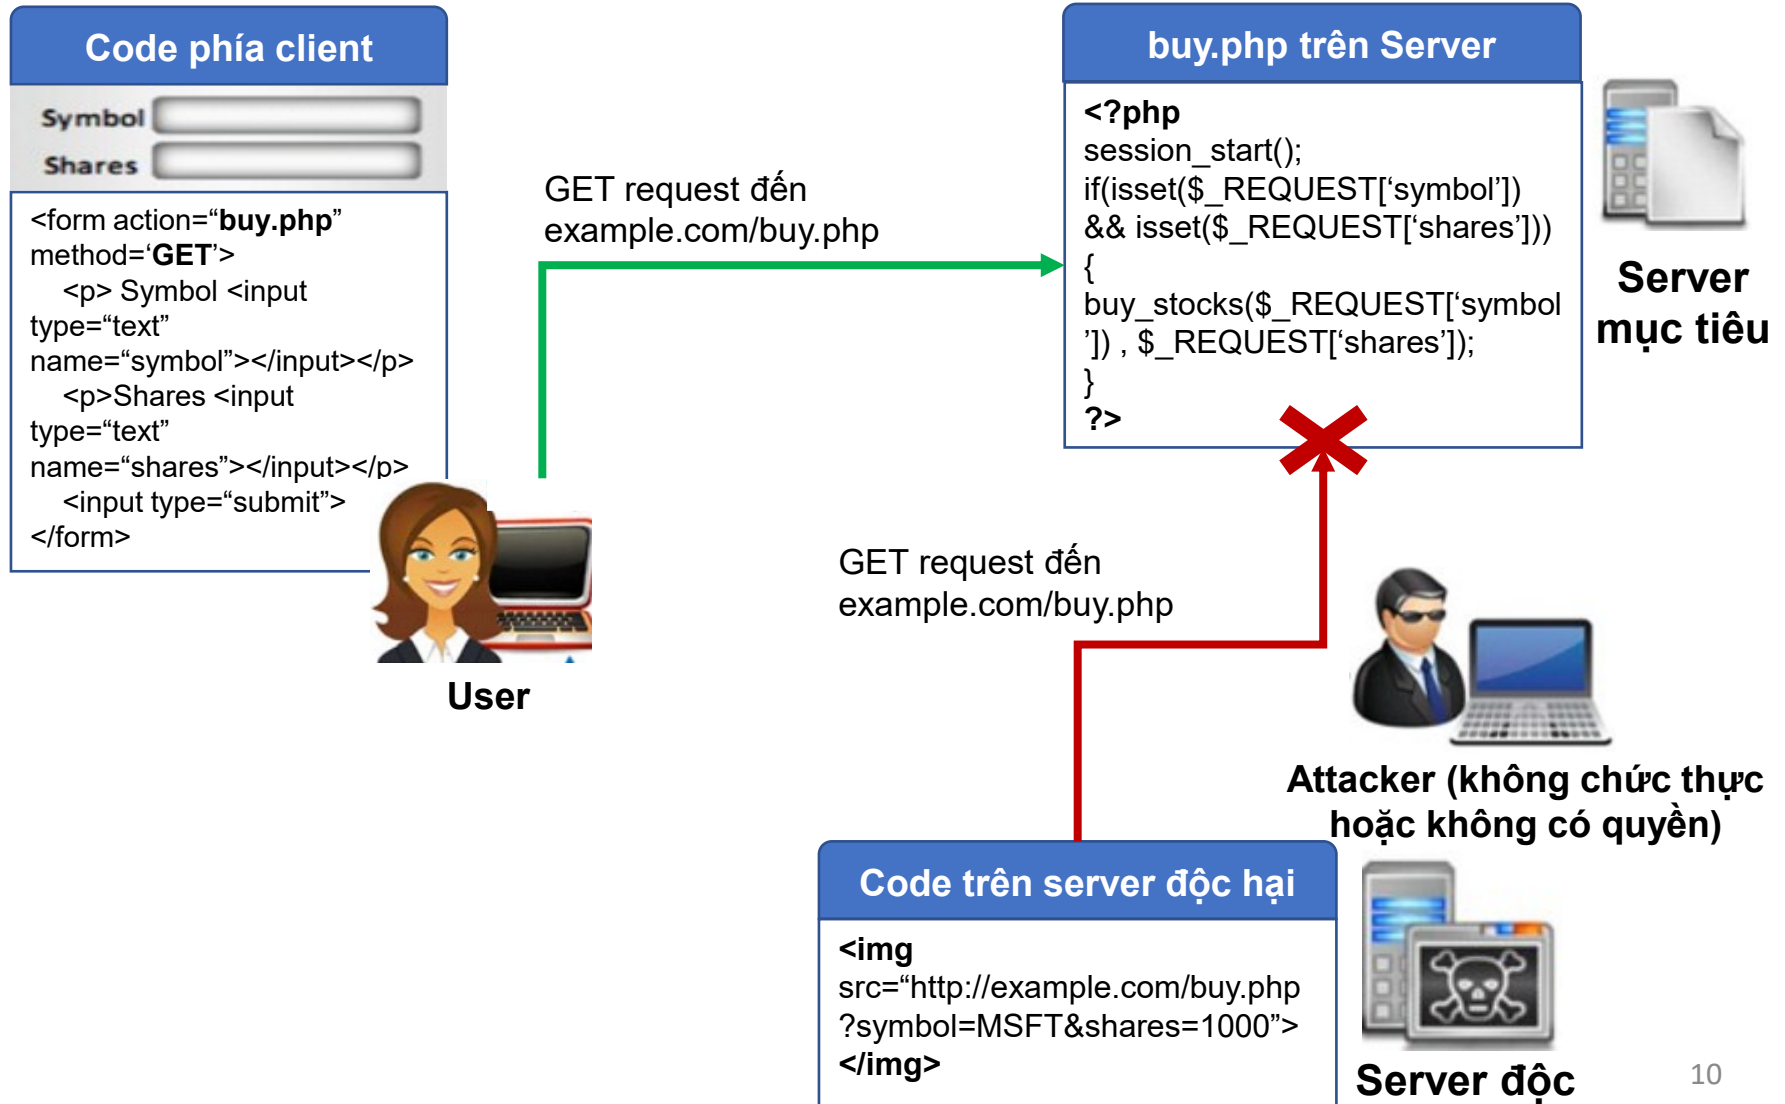 Code phía client
Symbol
Shares
<form action=“buy.php”
method=‘GET’>
<p> Symbol <input
type=“text”
name=“symbol”></input></p>
<p>Shares <input
type=“text”
name=“shares”></input></p>
<input type=“submit”>
</form>
User
GET request đến
example.com/buy.php
buy.php trên Server
<?php
session_start();
if(isset($_REQUEST[‘symbol’])
&& isset($_REQUEST[‘shares’]))
{
buy_stocks($_REQUEST[‘symbol
’]) , $_REQUEST[‘shares’]);
}
?>
Server
mục tiêu
GET request đến
example.com/buy.php
Attacker (không chức thực
hoặc không có quyền)
Code trên server độc hại
<img
src=“http://example.com/buy.php
?symbol=MSFT&shares=1000”>
</img>
Server độc
10